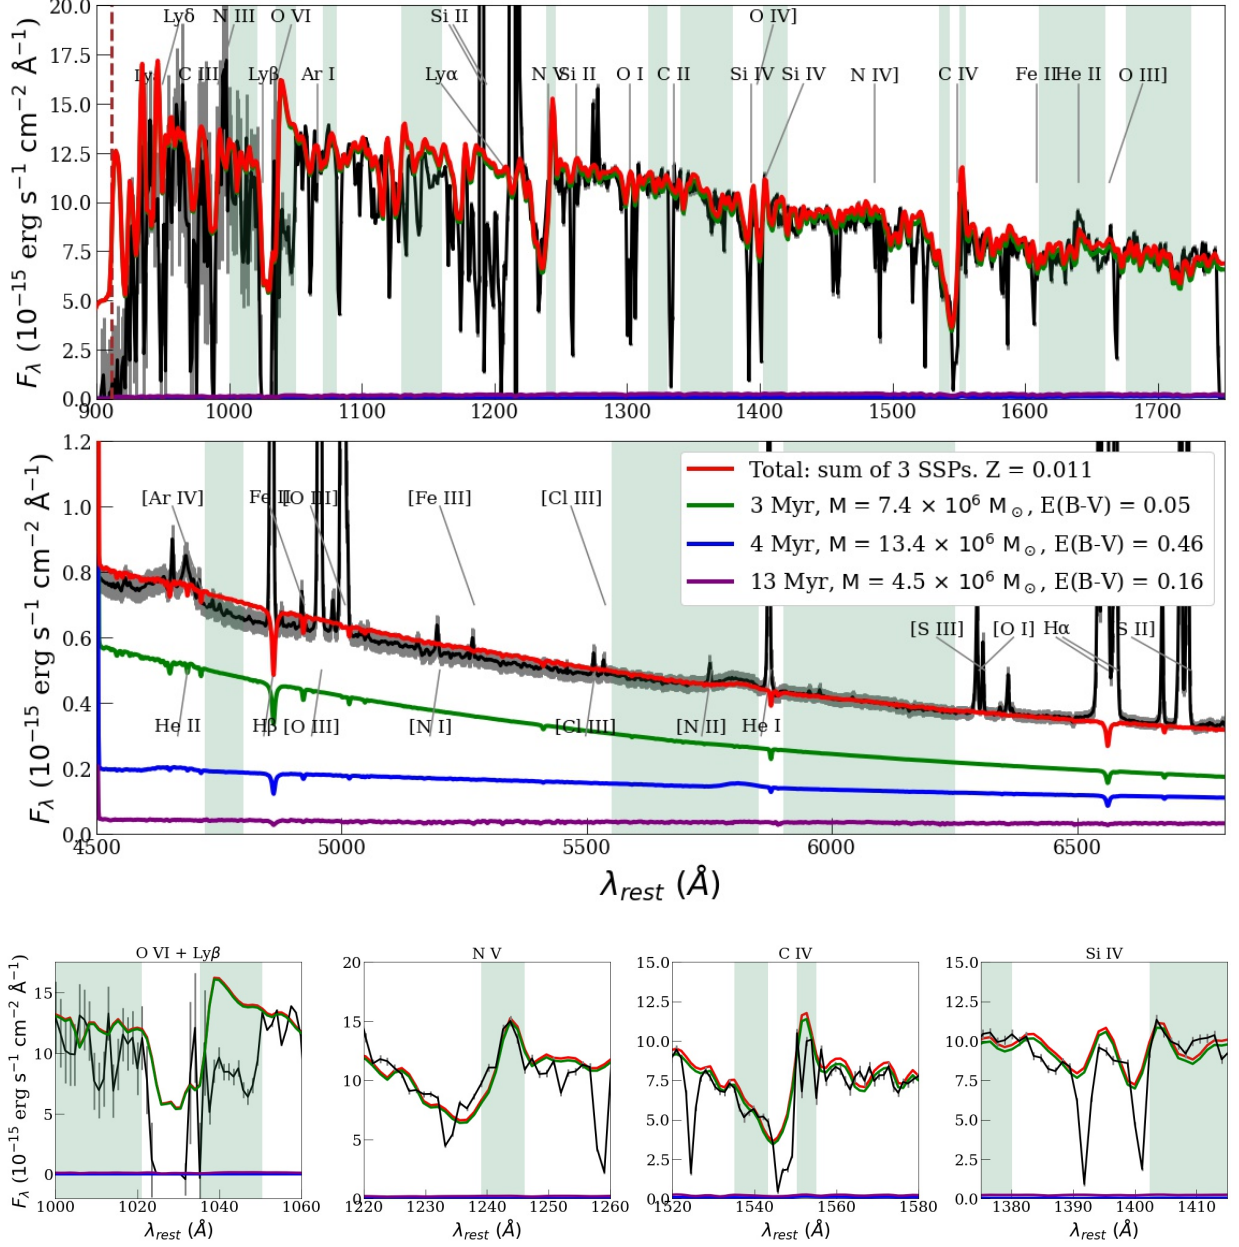 20.0
17.5
15.0
12.5
10.0
7.5
5.0
2.5
0.0
F_λ (10⁻¹⁵ erg s⁻¹ cm⁻² Å⁻¹)
Lyδ N III O VI Si II O IV]
C III Lyβ Ar I Lyα N V Si II O I C II Si IV Si IV N IV] C IV Fe II He II O III]
900 1000 1100 1200 1300 1400 1500 1600 1700
1.2
1.0
0.8
0.6
0.4
0.2
0.0
F_λ (10⁻¹⁵ erg s⁻¹ cm⁻² Å⁻¹)
Total: sum of 3 SSPs. Z = 0.011
3 Myr, M = 7.4 × 10⁶ M☉, E(B-V) = 0.05
4 Myr, M = 13.4 × 10⁶ M☉, E(B-V) = 0.46
13 Myr, M = 4.5 × 10⁶ M☉, E(B-V) = 0.16
[Ar IV] Fe II [O III] [Fe III] [Cl III]
[S III] [O I] Hα S II]
He II Hβ [O III] [N I] [Cl III] [N II] He I
4500 5000 5500 6000 6500
λ_rest (Å)
O VI + Lyβ
15
10
5
0
F_λ (10⁻¹⁵ erg s⁻¹ cm⁻² Å⁻¹)
1000 1020 1040 1060
λ_rest (Å)
N V
20
15
10
5
0
1220 1230 1240 1250 1260
λ_rest (Å)
C IV
15.0
12.5
10.0
7.5
5.0
2.5
0.0
1520 1540 1560 1580
λ_rest (Å)
Si IV
15.0
12.5
10.0
7.5
5.0
2.5
0.0
1380 1390 1400 1410
λ_rest (Å)